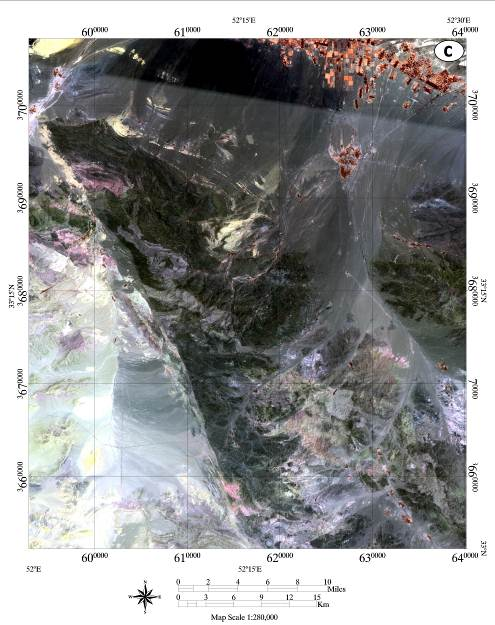 52°15'E 52°30'E
600000 610000 620000 630000 640000
C
3700000 3700000
3690000 3690000
33°15'N 3680000 3680000 33°15'N
3670000
3660000 3660000
33°N
600000 610000 620000 630000 640000
52°E 52°15'E
N
W E
S
0 2 4 6 8 10
Miles
0 3 6 9 12 15
Km
Map Scale 1:280,000